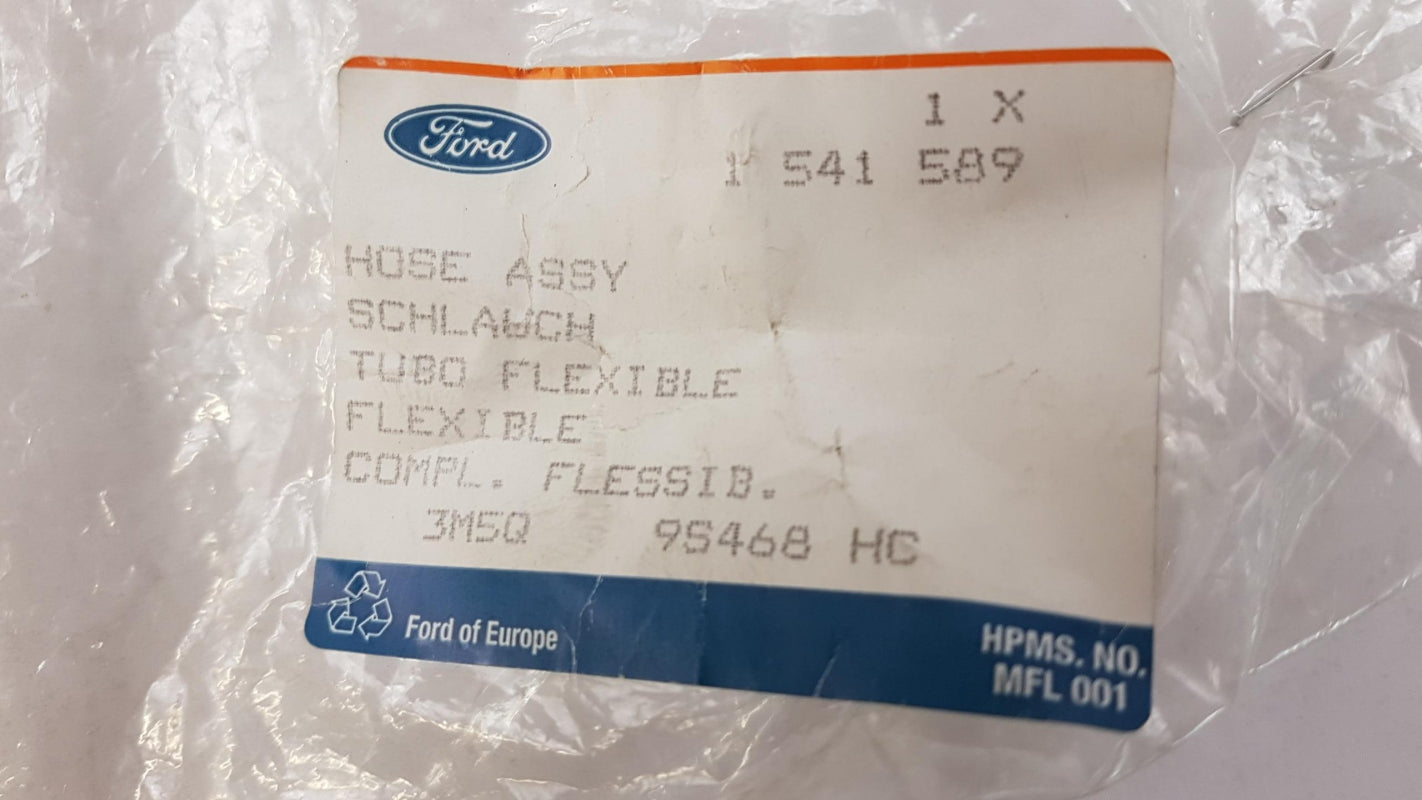 Ford
1 X
1 541 589
HOSE ASSY
SCHLAUCH
TUBO FLEXIBLE
FLEXIBLE
COMPL. FLESSIB.
3M5Q 9S468 HC
Ford of Europe
HPMS. NO.
MFL 001